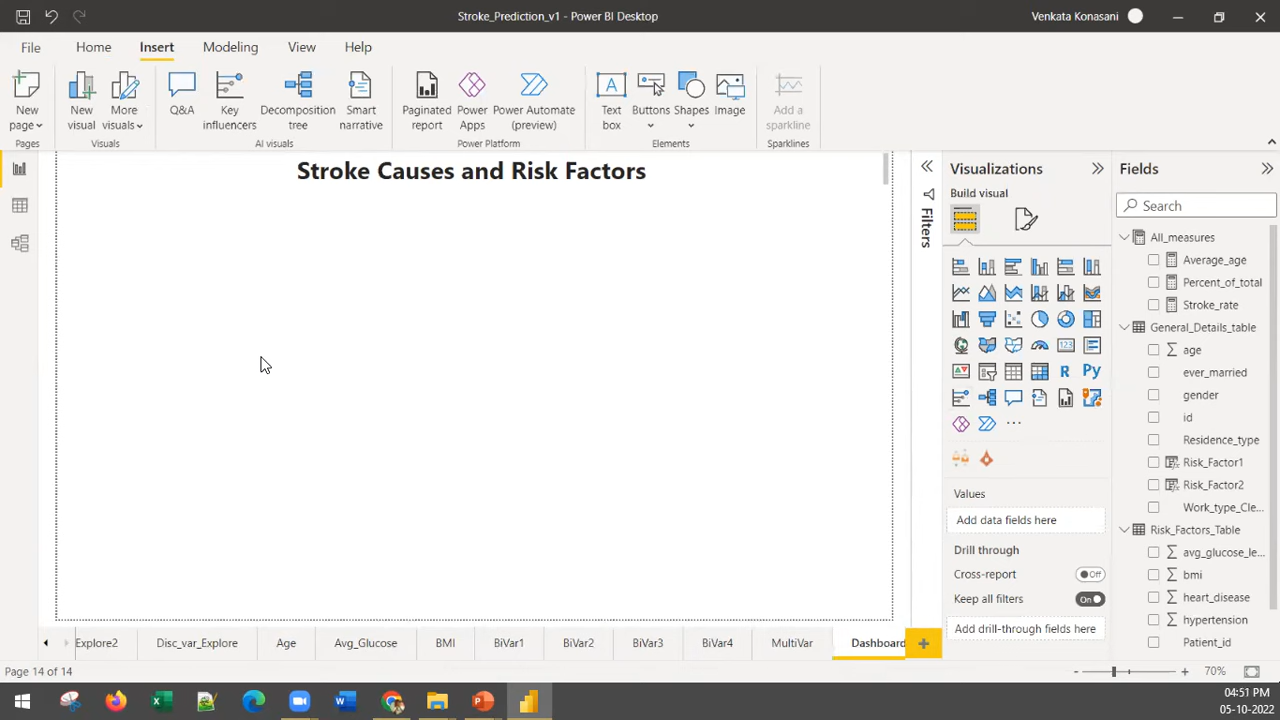 Stroke_Prediction_v1 - Power BI Desktop
Venkata Konasani
File
Home
Insert
Modeling
View
Help
New
page
New
visual
More
visuals
Q&A
Key
influencers
Decomposition
tree
Smart
narrative
Paginated
report
Power
Apps
Power Automate
(preview)
Text
box
Buttons
Shapes
Image
Add a
sparkline
Pages
Visuals
AI visuals
Power Platform
Elements
Sparklines
Stroke Causes and Risk Factors
Filters
Visualizations
Build visual
123
R
Py
Values
Add data fields here
Drill through
Cross-report
Off
Keep all filters
On
Add drill-through fields here
Fields
Search
All_measures
Average_age
Percent_of_total
Stroke_rate
General_Details_table
age
ever_married
gender
id
Residence_type
Risk_Factor1
Risk_Factor2
Work_type_Cle...
Risk_Factors_Table
avg_glucose_le...
bmi
heart_disease
hypertension
Patient_id
Explore2
Disc_var_Explore
Age
Avg_Glucose
BMI
BiVar1
BiVar2
BiVar3
BiVar4
MultiVar
Dashboard
Page 14 of 14
70%
04:51 PM
05-10-2022